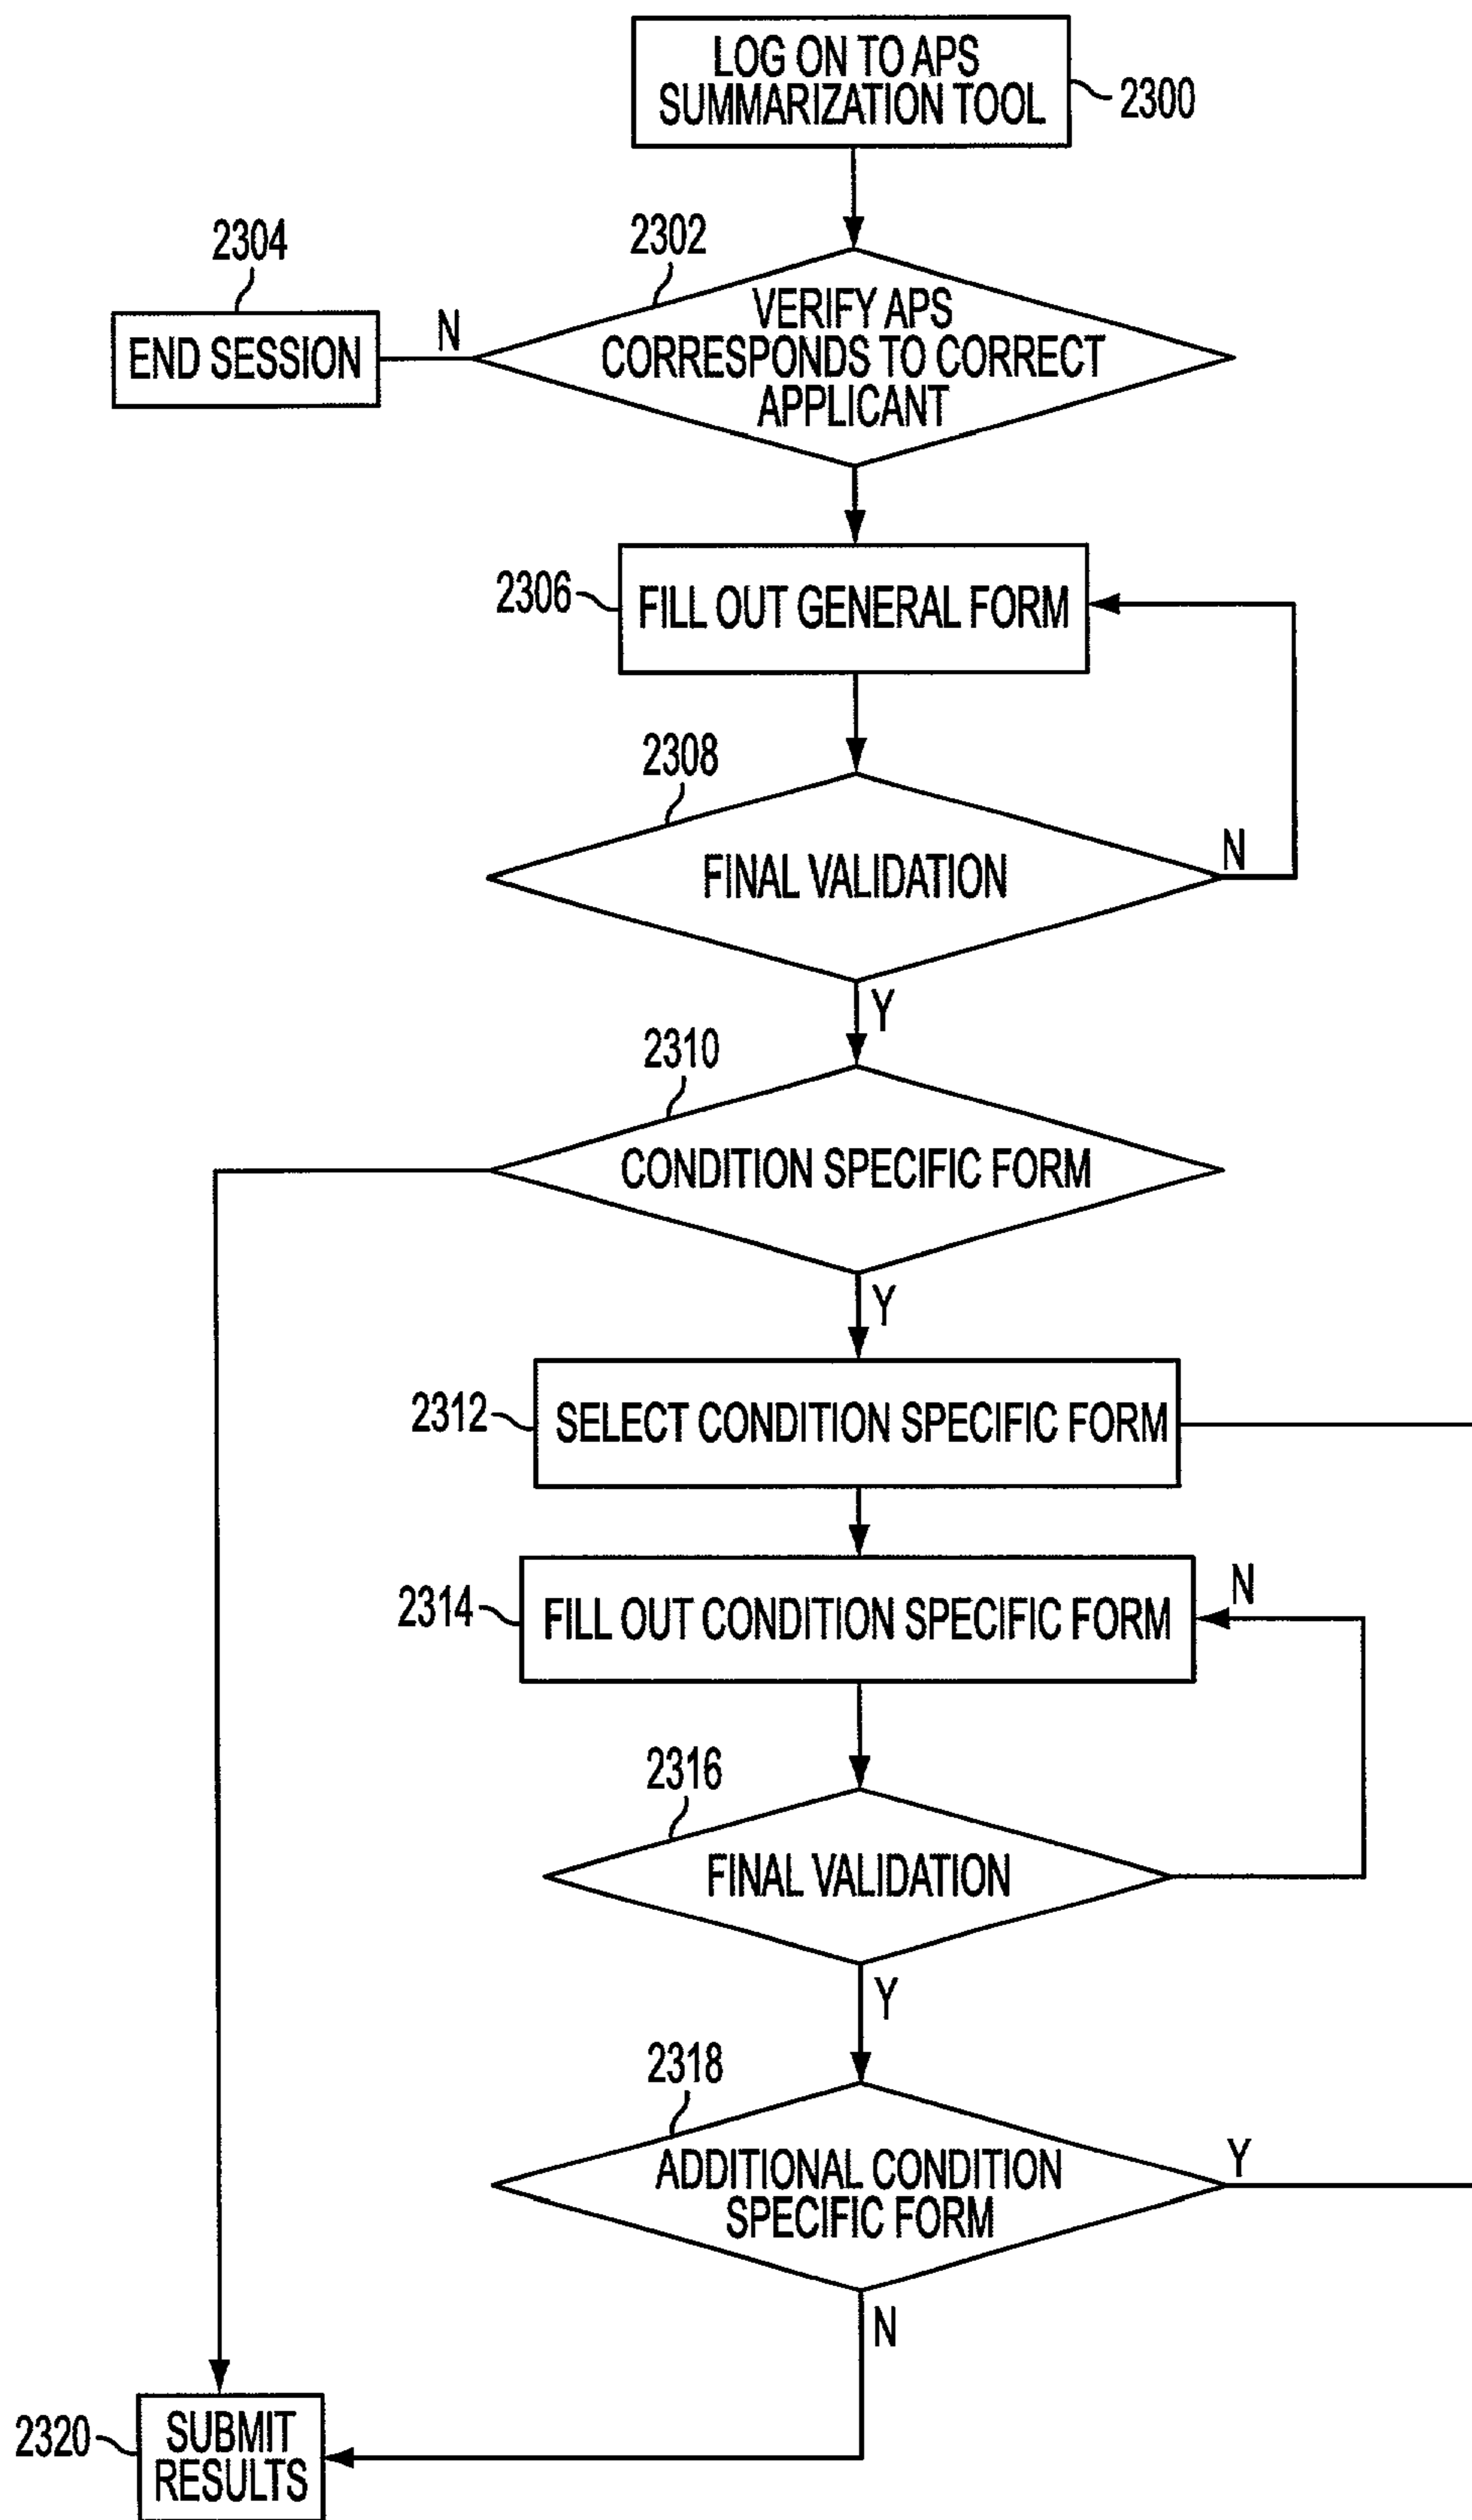 LOG ON TO APS
SUMMARIZATION TOOL
2300
2304
2302
END SESSION
N
VERIFY APS
CORRESPONDS TO CORRECT
APPLICANT
2306
FILL OUT GENERAL FORM
2308
FINAL VALIDATION
N
Y
2310
CONDITION SPECIFIC FORM
Y
2312
SELECT CONDITION SPECIFIC FORM
2314
FILL OUT CONDITION SPECIFIC FORM
N
2316
FINAL VALIDATION
Y
2318
ADDITIONAL CONDITION
SPECIFIC FORM
Y
N
2320
SUBMIT
RESULTS